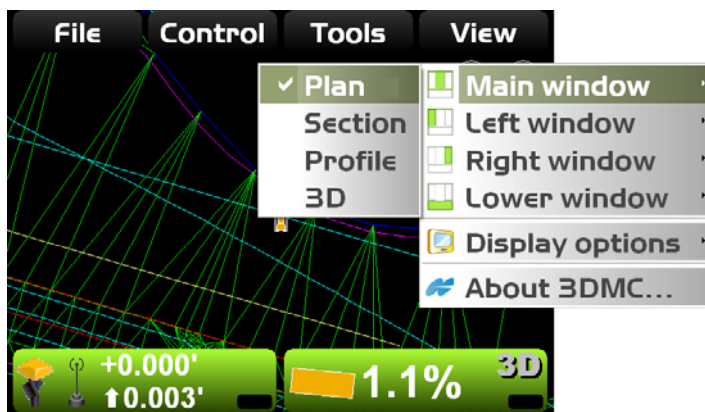 File Control Tools View
Plan
Section
Profile
3D
Main window
Left window
Right window
Lower window
Display options
About 3DMC...
+0.000'
⬆0.003'
1.1%
3D